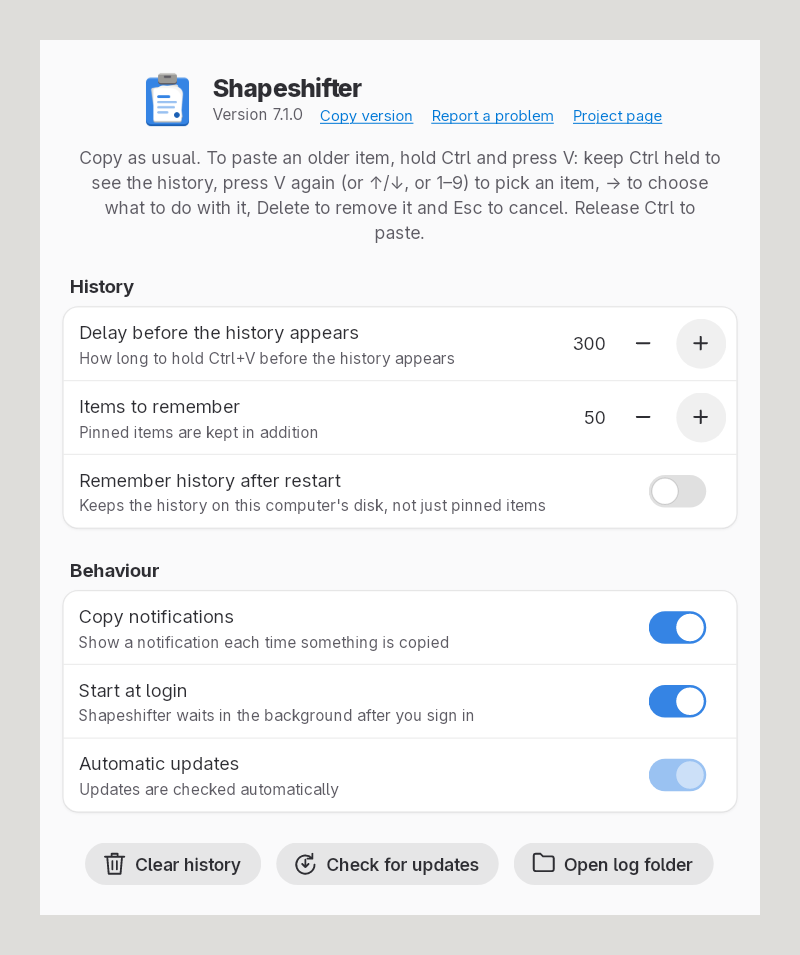 Shapeshifter
Version 7.1.0 Copy version Report a problem Project page
Copy as usual. To paste an older item, hold Ctrl and press V: keep Ctrl held to
see the history, press V again (or ↑/↓, or 1–9) to pick an item, → to choose
what to do with it, Delete to remove it and Esc to cancel. Release Ctrl to
paste.
History
Delay before the history appears
How long to hold Ctrl+V before the history appears
300 − +
Items to remember
Pinned items are kept in addition
50 − +
Remember history after restart
Keeps the history on this computer's disk, not just pinned items
Behaviour
Copy notifications
Show a notification each time something is copied
Start at login
Shapeshifter waits in the background after you sign in
Automatic updates
Updates are checked automatically
Clear history Check for updates Open log folder